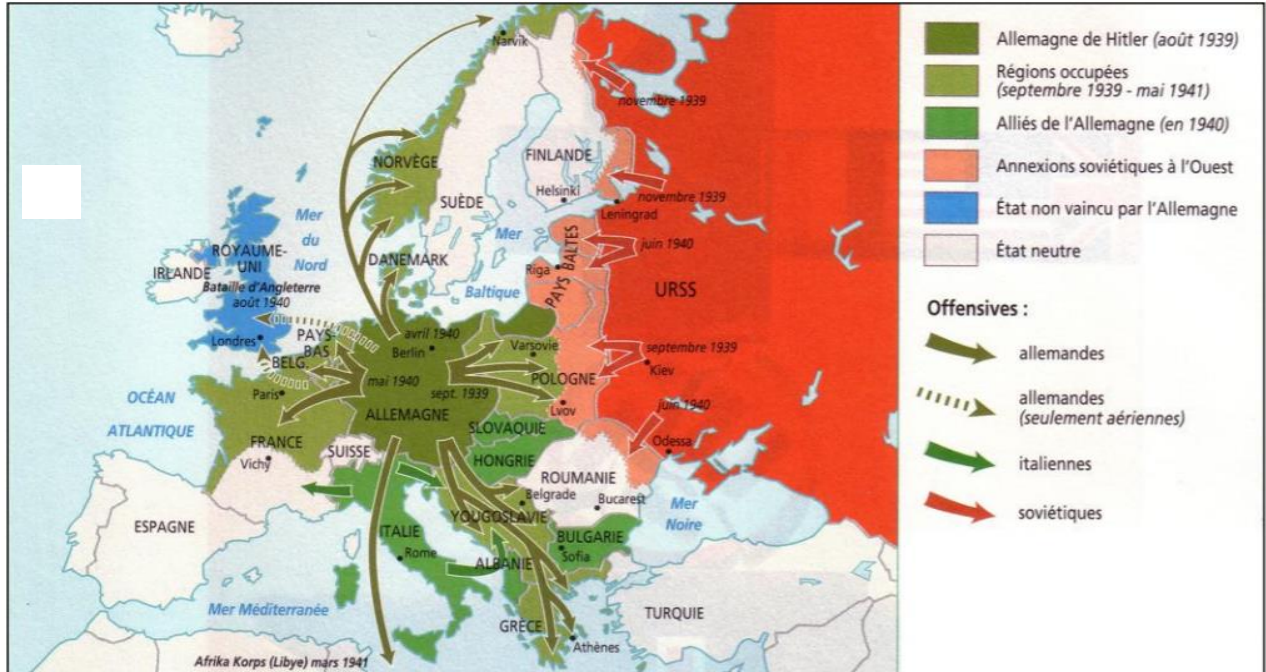 Narvik
novembre 1939
NORVÈGE
FINLANDE
Helsinki
SUÈDE
novembre 1939
Leningrad
Mer
du
Nord
Mer
Baltique
juin 1940
PAYS BALTES
Riga
URSS
IRLANDE
ROYAUME-
UNI
Bataille d'Angleterre
août 1940
Londres
DANEMARK
PAYS-
BAS
BELG.
avril 1940
Berlin
Varsovie
septembre 1939
Kiev
mai 1940
sept. 1939
POLOGNE
Lvov
juin 1940
Paris
OCÉAN
ATLANTIQUE
ALLEMAGNE
SLOVAQUIE
Odessa
FRANCE
Vichy
SUISSE
HONGRIE
ROUMANIE
Belgrade
Bucarest
Mer
Noire
ESPAGNE
YOUGOSLAVIE
ITALIE
Rome
BULGARIE
Sofia
ALBANIE
Mer Méditerranée
GRÈCE
TURQUIE
Athènes
Afrika Korps (Libye) mars 1941
Allemagne de Hitler (août 1939)
Régions occupées
(septembre 1939 - mai 1941)
Alliés de l'Allemagne (en 1940)
Annexions soviétiques à l'Ouest
État non vaincu par l'Allemagne
État neutre
Offensives :
allemandes
allemandes
(seulement aériennes)
italiennes
soviétiques